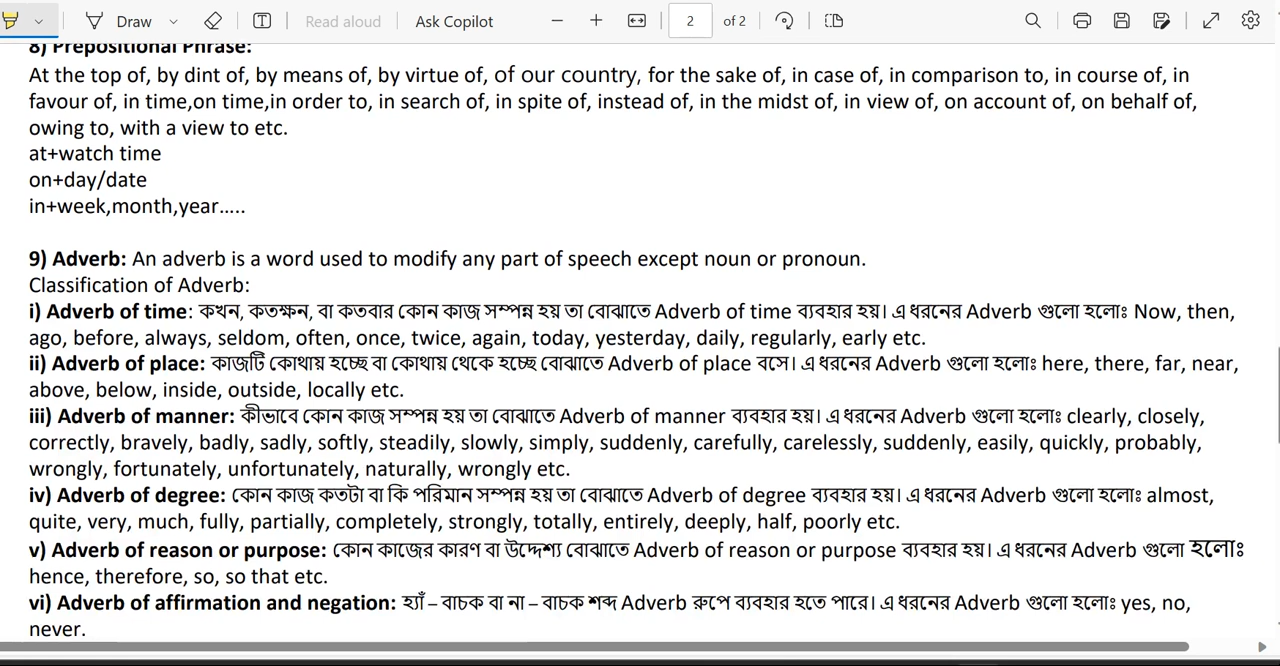 Draw
Read aloud
Ask Copilot
2
of 2
8) Prepositional Phrase:
At the top of, by dint of, by means of, by virtue of, of our country, for the sake of, in case of, in comparison to, in course of, in
favour of, in time,on time,in order to, in search of, in spite of, instead of, in the midst of, in view of, on account of, on behalf of,
owing to, with a view to etc.
at+watch time
on+day/date
in+week,month,year.....
9) Adverb: An adverb is a word used to modify any part of speech except noun or pronoun.
Classification of Adverb:
i) Adverb of time: কখন, কতক্ষন, বা কতবার কোন কাজ সম্পন্ন হয় তা বোঝাতে Adverb of time ব্যবহার হয়। এ ধরনের Adverb গুলো হলোঃ Now, then,
ago, before, always, seldom, often, once, twice, again, today, yesterday, daily, regularly, early etc.
ii) Adverb of place: কাজটি কোথায় হচ্ছে বা কোথায় থেকে হচ্ছে বোঝাতে Adverb of place বসে। এ ধরনের Adverb গুলো হলোঃ here, there, far, near,
above, below, inside, outside, locally etc.
iii) Adverb of manner: কীভাবে কোন কাজ সম্পন্ন হয় তা বোঝাতে Adverb of manner ব্যবহার হয়। এ ধরনের Adverb গুলো হলোঃ clearly, closely,
correctly, bravely, badly, sadly, softly, steadily, slowly, simply, suddenly, carefully, carelessly, suddenly, easily, quickly, probably,
wrongly, fortunately, unfortunately, naturally, wrongly etc.
iv) Adverb of degree: কোন কাজ কতটা বা কি পরিমান সম্পন্ন হয় তা বোঝাতে Adverb of degree ব্যবহার হয়। এ ধরনের Adverb গুলো হলোঃ almost,
quite, very, much, fully, partially, completely, strongly, totally, entirely, deeply, half, poorly etc.
v) Adverb of reason or purpose: কোন কাজের কারণ বা উদ্দেশ্য বোঝাতে Adverb of reason or purpose ব্যবহার হয়। এ ধরনের Adverb গুলো হলোঃ
hence, therefore, so, so that etc.
vi) Adverb of affirmation and negation: হ্যাঁ – বাচক বা না – বাচক শব্দ Adverb রুপে ব্যবহার হতে পারে। এ ধরনের Adverb গুলো হলোঃ yes, no,
never.